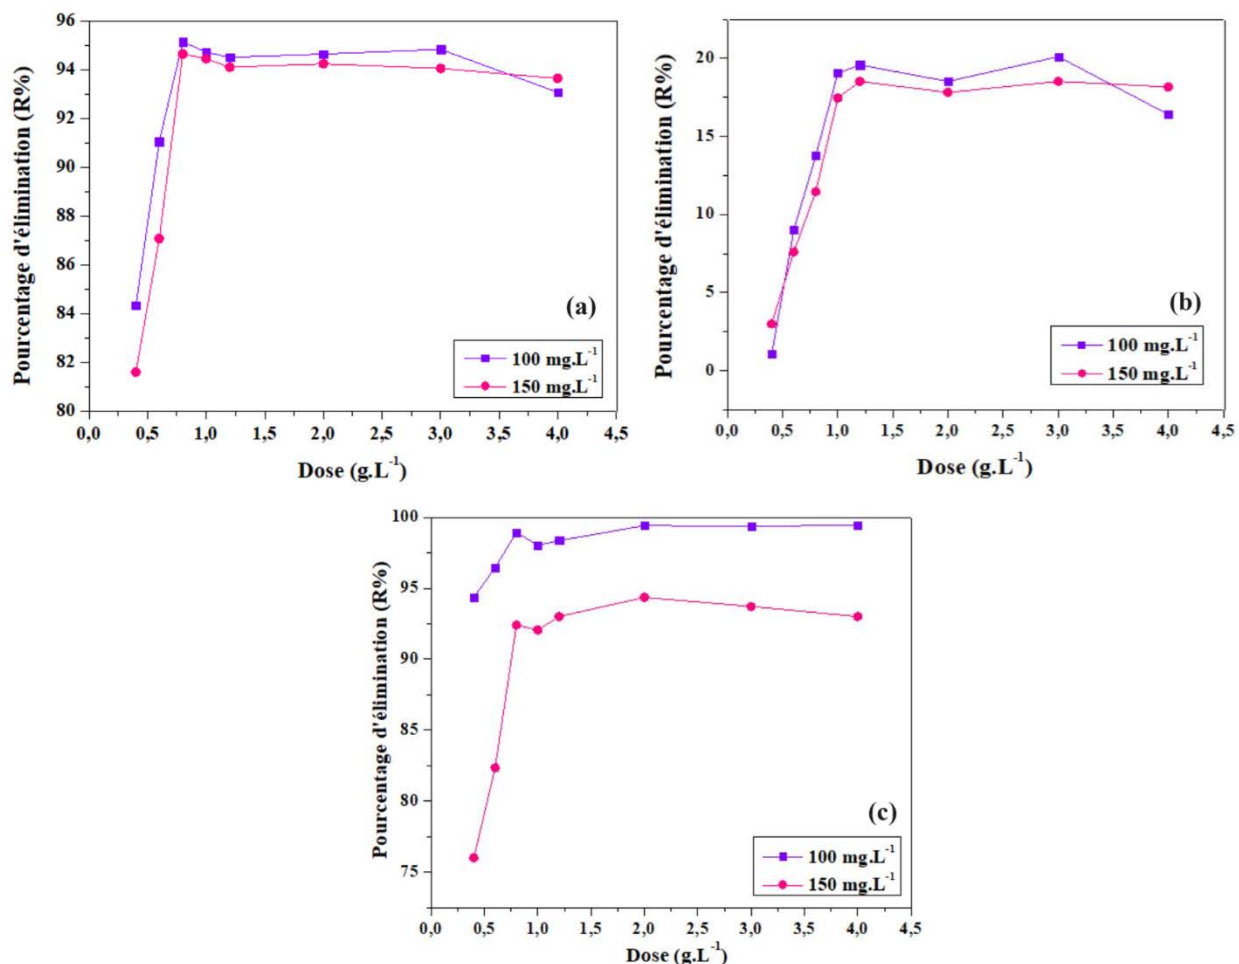 Pourcentage d'élimination (R%)
96
94
92
90
88
86
84
82
80
0,0 0,5 1,0 1,5 2,0 2,5 3,0 3,5 4,0 4,5
Dose (g.L⁻¹)
(a)
100 mg.L⁻¹
150 mg.L⁻¹
Pourcentage d'élimination (R%)
20
15
10
5
0
0,0 0,5 1,0 1,5 2,0 2,5 3,0 3,5 4,0 4,5
Dose (g.L⁻¹)
(b)
100 mg.L⁻¹
150 mg.L⁻¹
Pourcentage d'élimination (R%)
100
95
90
85
80
75
0,0 0,5 1,0 1,5 2,0 2,5 3,0 3,5 4,0 4,5
Dose (g.L⁻¹)
(c)
100 mg.L⁻¹
150 mg.L⁻¹